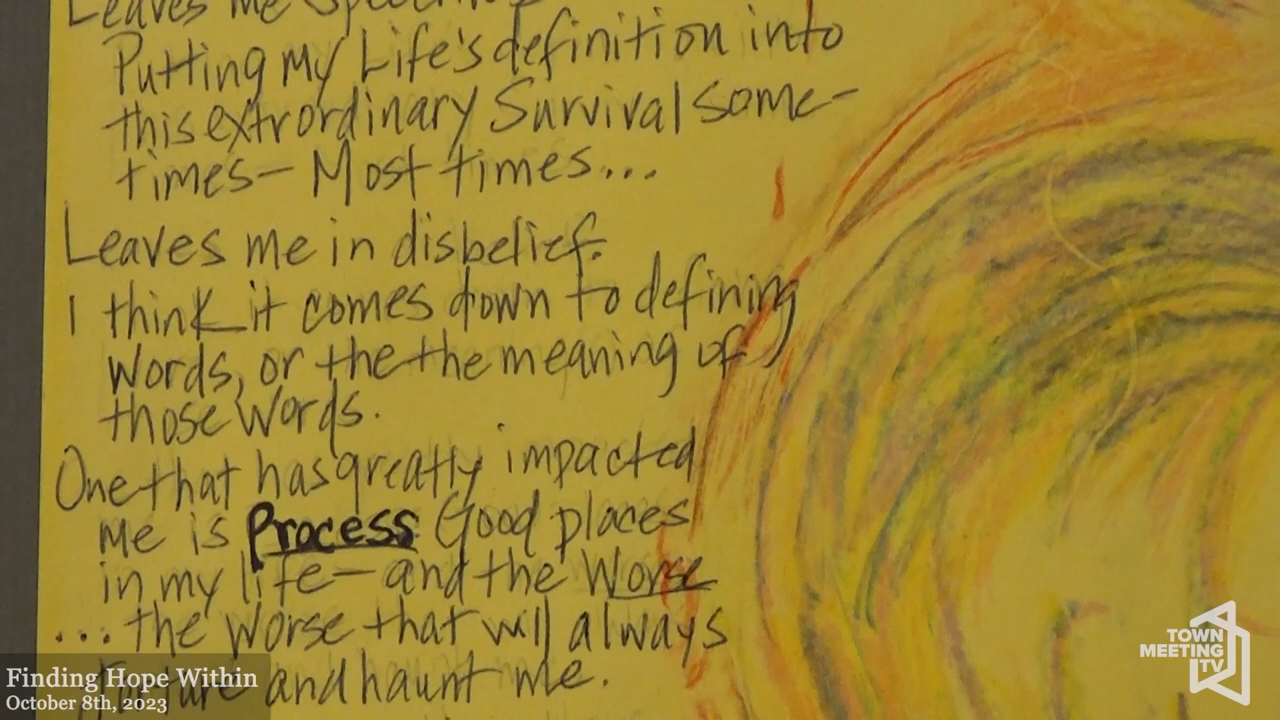 Leaves me
Putting my Life's definition into
this extrordinary Survival some-
times- Most times...
Leaves me in disbelief.
I think it comes down to defining
Words, or the the meaning of
those Words.
One that has greatly impacted
me is Process Good places
in my life- and the Worse
... the Worse that will always
and haunt me.
Finding Hope Within
October 8th, 2023
TOWN
MEETING
TV